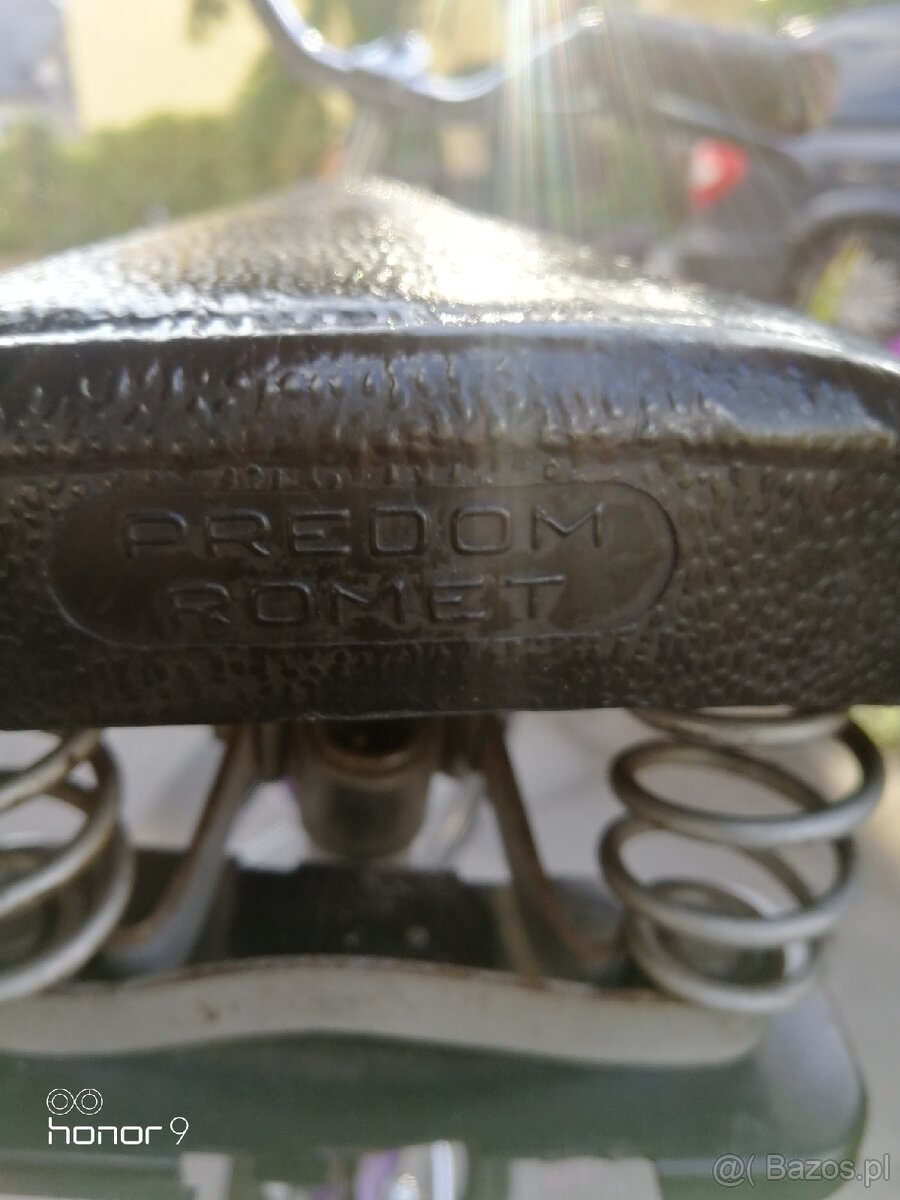 PREDOM
ROMET
honor 9
@( Bazos.pl